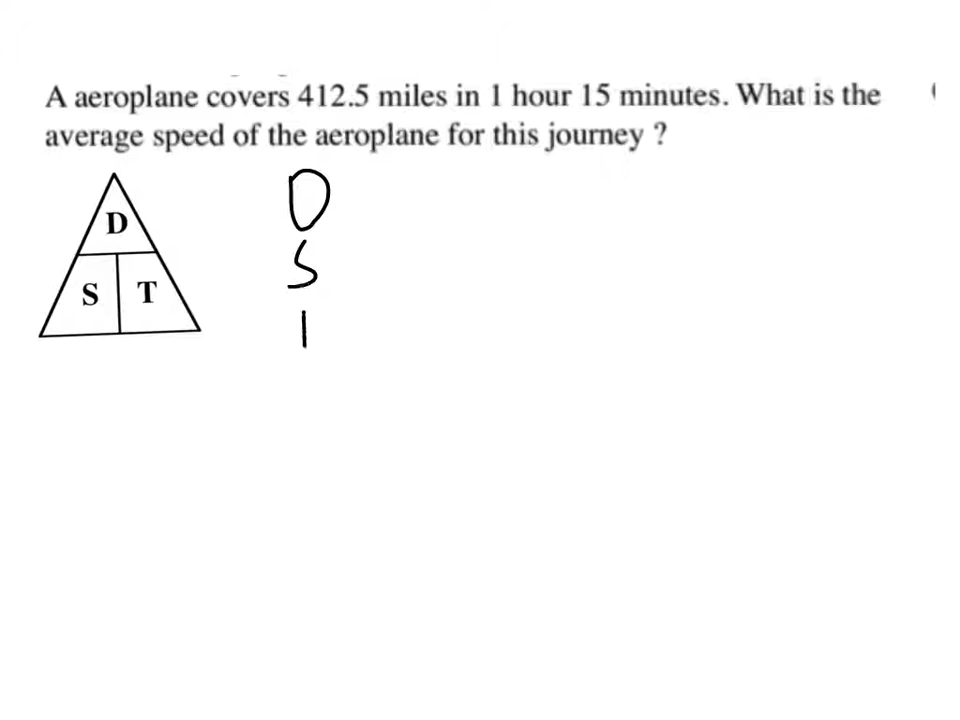 A aeroplane covers 412.5 miles in 1 hour 15 minutes. What is the
average speed of the aeroplane for this journey ?
D
S T
D
S